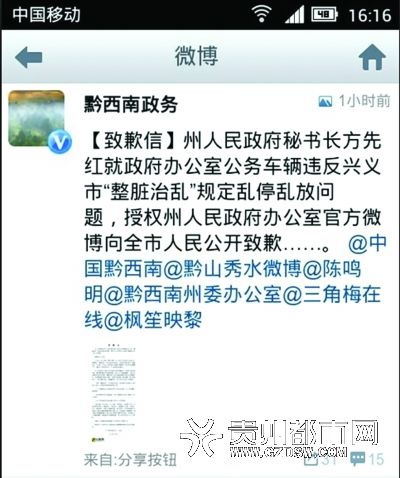 中国移动 48 16:16
微博
黔西南政务 1小时前
【致歉信】州人民政府秘书长方先
红就政府办公室公务车辆违反兴义
市“整脏治乱”规定乱停乱放问
题，授权州人民政府办公室官方微
博向全市人民公开致歉……。 @中
国黔西南@黔山秀水微博@陈鸣
明@黔西南州委办公室@三角梅在
线@枫笙映黎
贵州都市网
www.gzdsw.com
来自:分享按钮 31 15